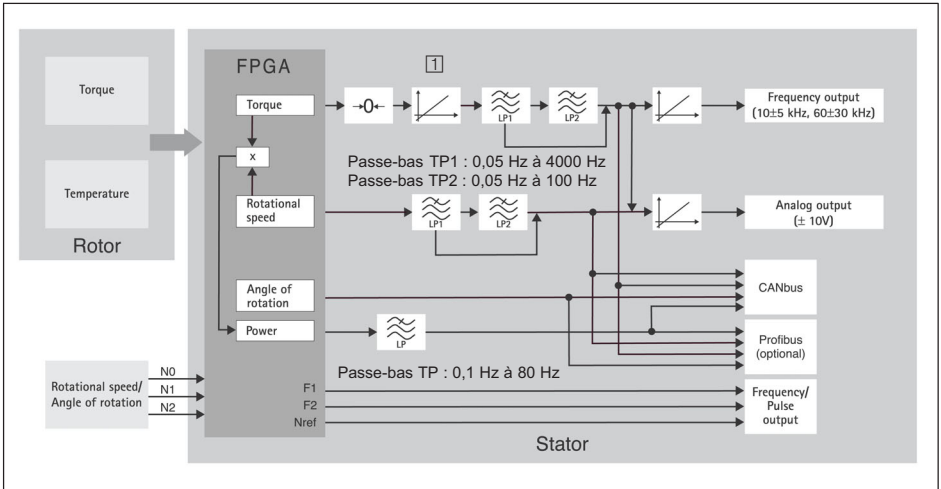 FPGA
1
Torque
Torque
→0←
LP1
LP2
Frequency output
(10±5 kHz, 60±30 kHz)
x
Passe-bas TP1 : 0,05 Hz à 4000 Hz
Passe-bas TP2 : 0,05 Hz à 100 Hz
Temperature
Rotor
Rotational
speed
LP1
LP2
Analog output
(± 10V)
Angle of
rotation
CANbus
Power
LP
Profibus
(optional)
Passe-bas TP : 0,1 Hz à 80 Hz
Rotational speed/
Angle of rotation
N0
N1
N2
F1
F2
Nref
Frequency/
Pulse
output
Stator